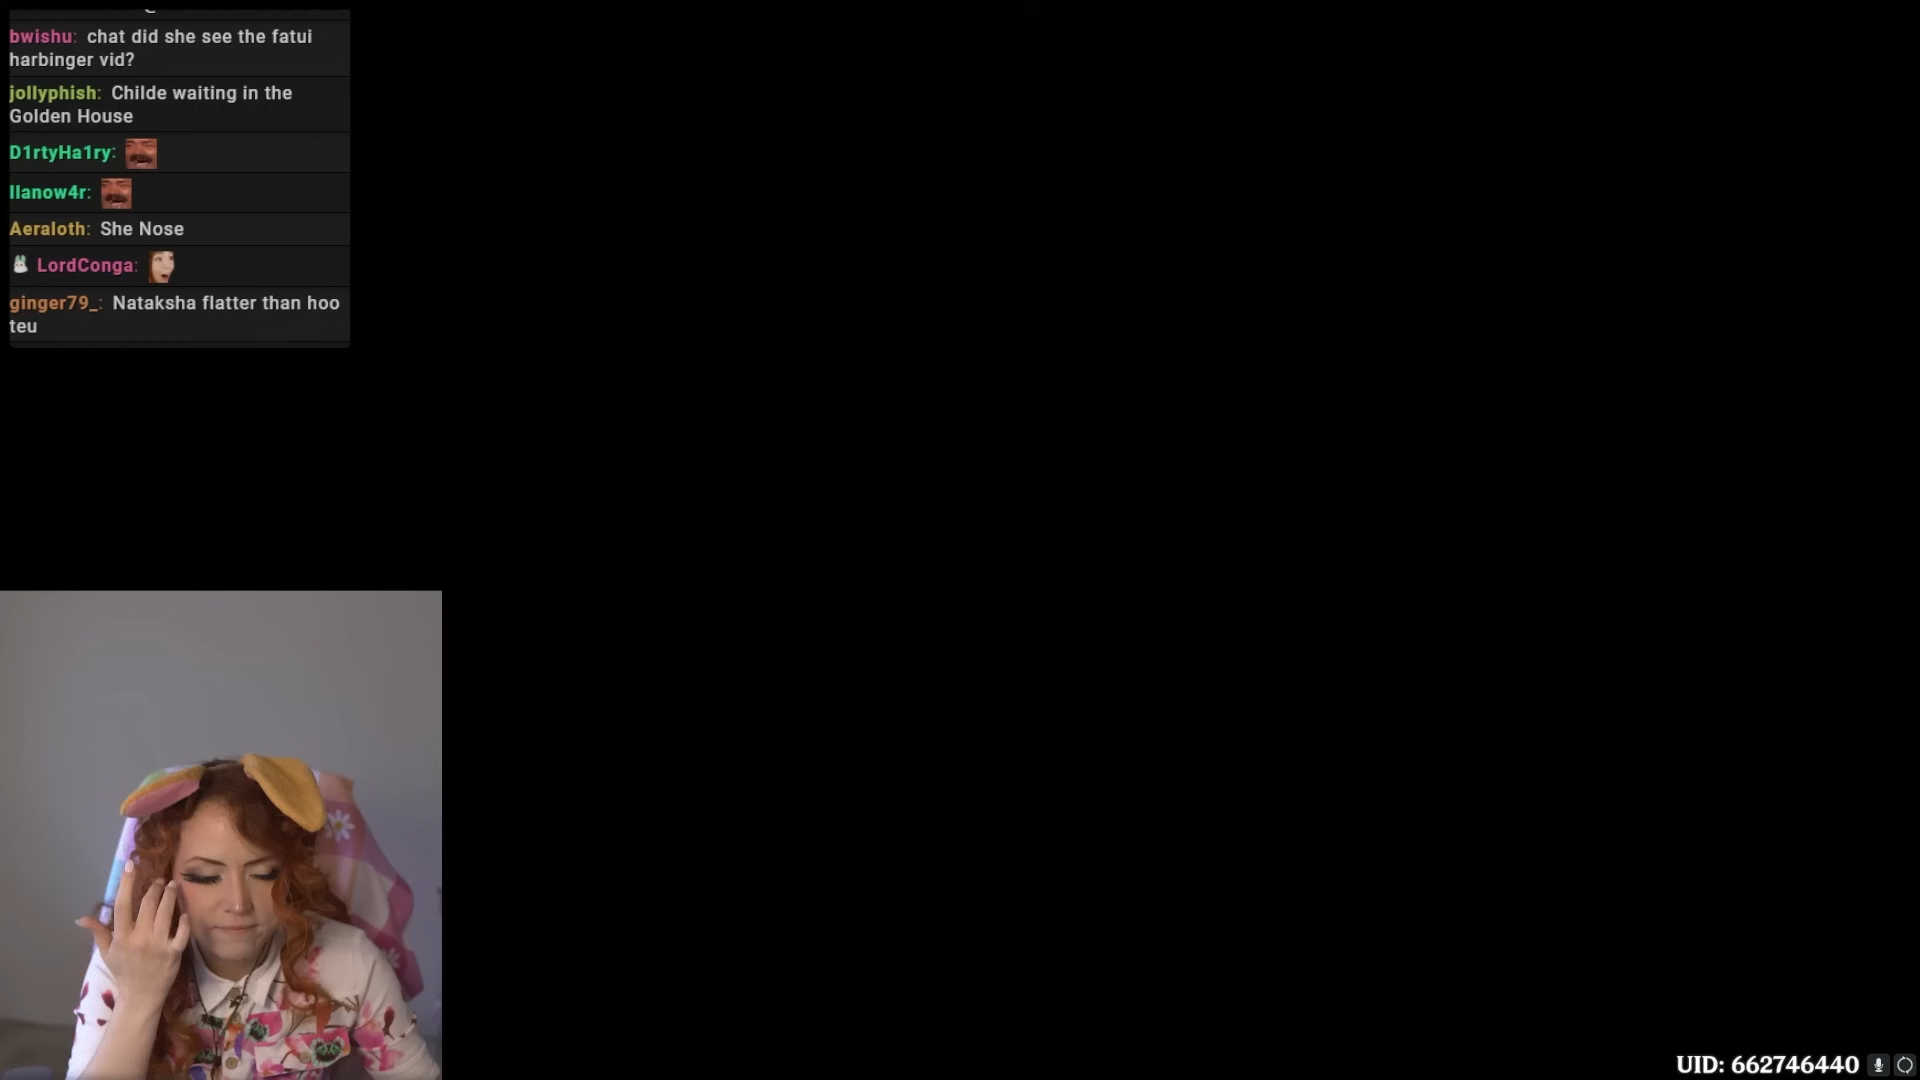 bwishu: chat did she see the fatui
harbinger vid?
jollyphish: Childe waiting in the
Golden House
D1rtyHa1ry:
llanow4r:
Aeraloth: She Nose
LordConga:
ginger79_: Nataksha flatter than hoo
teu
UID: 662746440